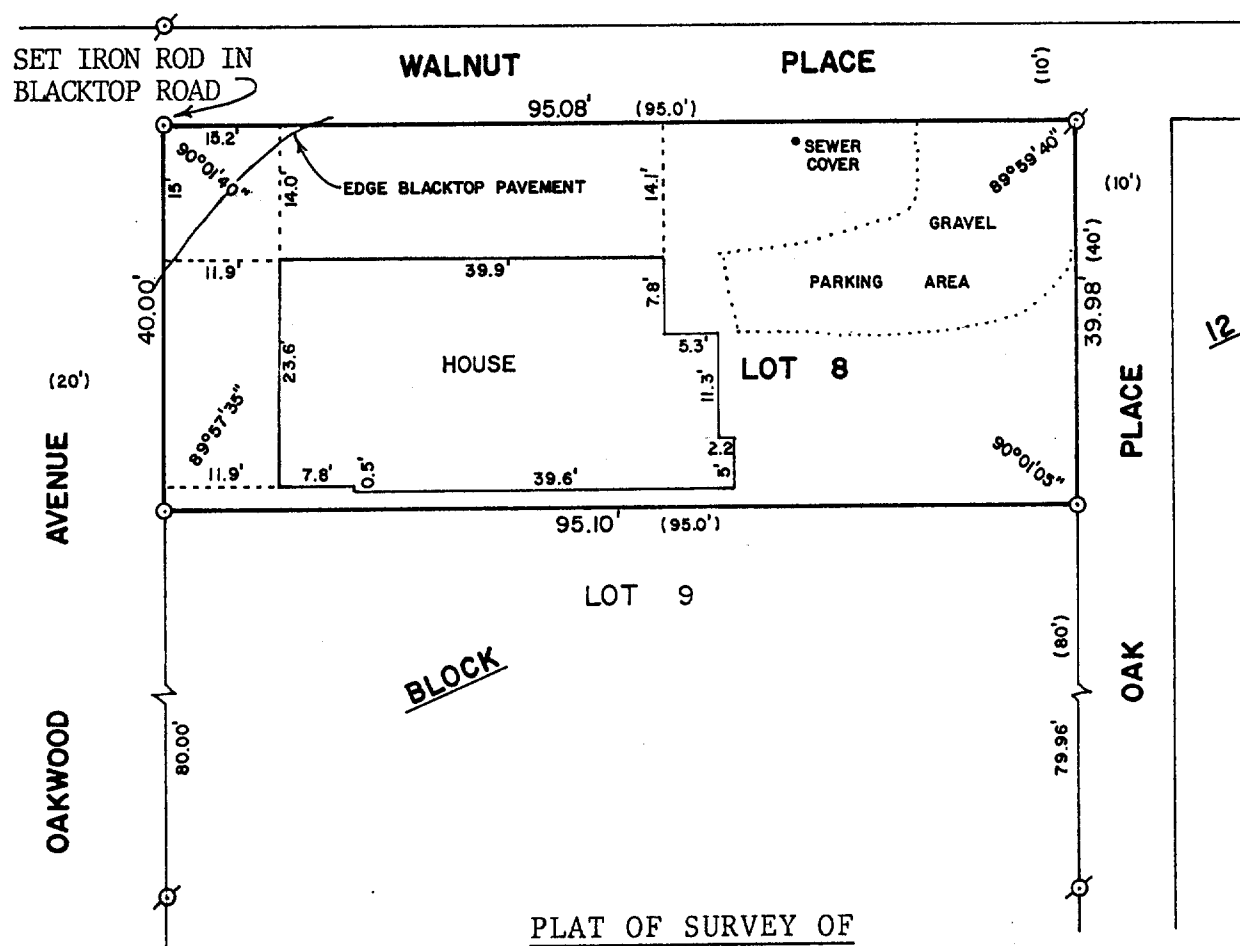 SET IRON ROD IN
BLACKTOP ROAD
WALNUT PLACE
(10')
95.08' (95.0')
15.2'
90°01'40"
15'
14.0'
EDGE BLACKTOP PAVEMENT
14.1'
SEWER
COVER
89°59'40"
(10')
GRAVEL
PARKING AREA
(40')
39.98'
11.9'
39.9'
7.8'
40.00'
5.3'
23.6'
HOUSE
11.3'
LOT 8
12
(20')
89°57'35"
2.2
5'
90°01'05"
11.9'
7.8'
0.5'
39.6'
95.10' (95.0')
LOT 9
BLOCK
(80')
80.00'
79.96'
OAKWOOD AVENUE
OAK PLACE
PLAT OF SURVEY OF